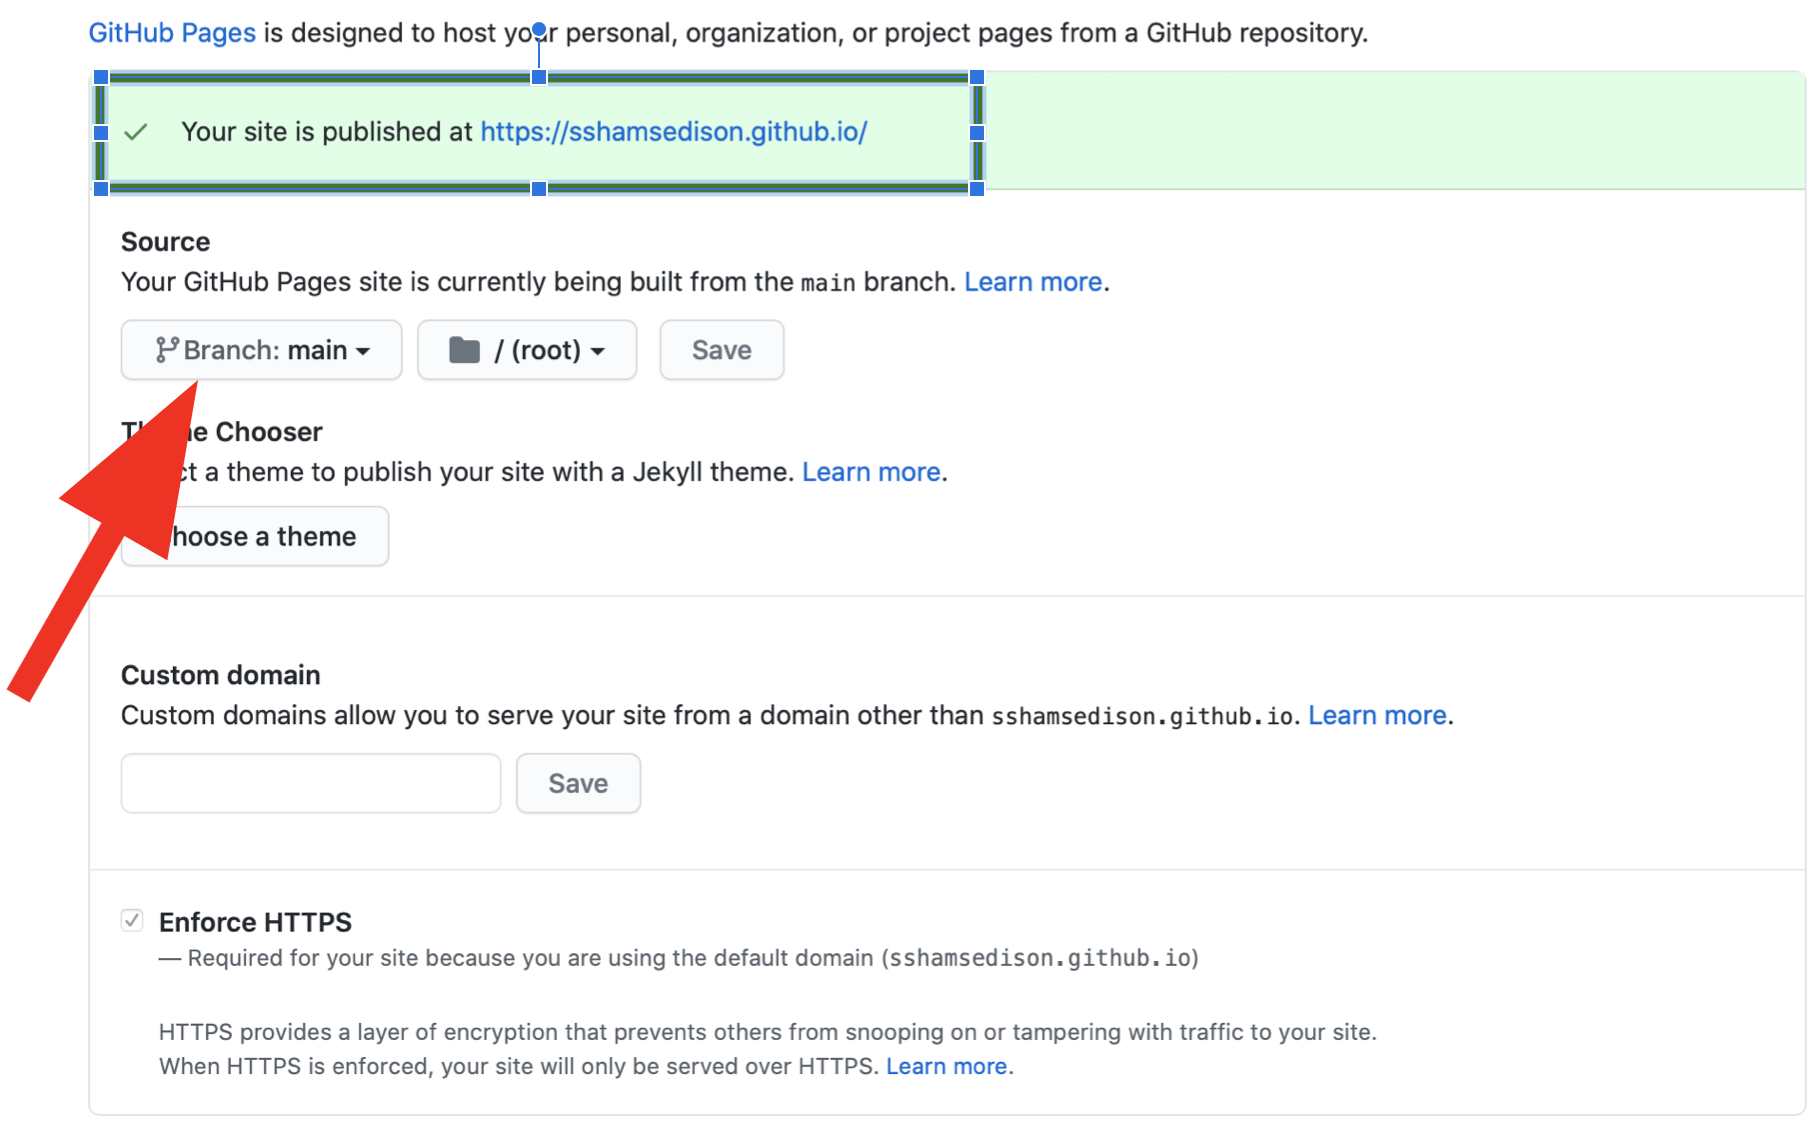 GitHub Pages is designed to host your personal, organization, or project pages from a GitHub repository.
Your site is published at https://sshamsedison.github.io/
Source
Your GitHub Pages site is currently being built from the main branch. Learn more.
Branch: main
/ (root)
Save
Chooser
a theme to publish your site with a Jekyll theme. Learn more.
hoose a theme
Custom domain
Custom domains allow you to serve your site from a domain other than sshamsedison.github.io. Learn more.
Save
Enforce HTTPS
— Required for your site because you are using the default domain (sshamsedison.github.io)
HTTPS provides a layer of encryption that prevents others from snooping on or tampering with traffic to your site.
When HTTPS is enforced, your site will only be served over HTTPS. Learn more.